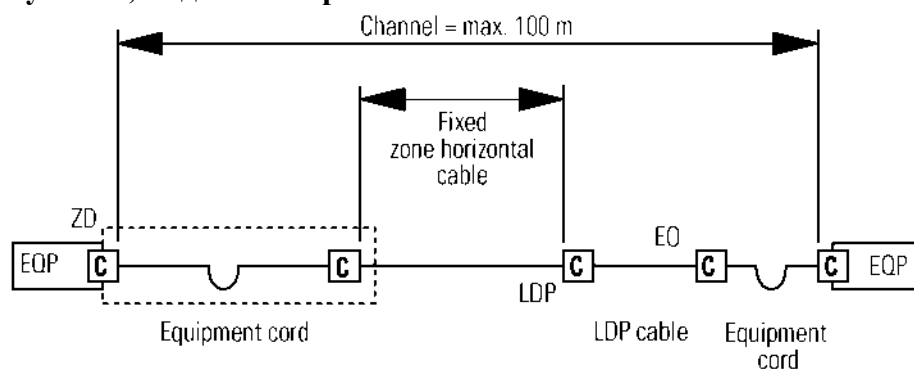 Channel = max. 100 m
Fixed
zone horizontal
cable
ZD
EQP
C
C
C
EO
C
C
EQP
LDP
Equipment cord
LDP cable
Equipment
cord